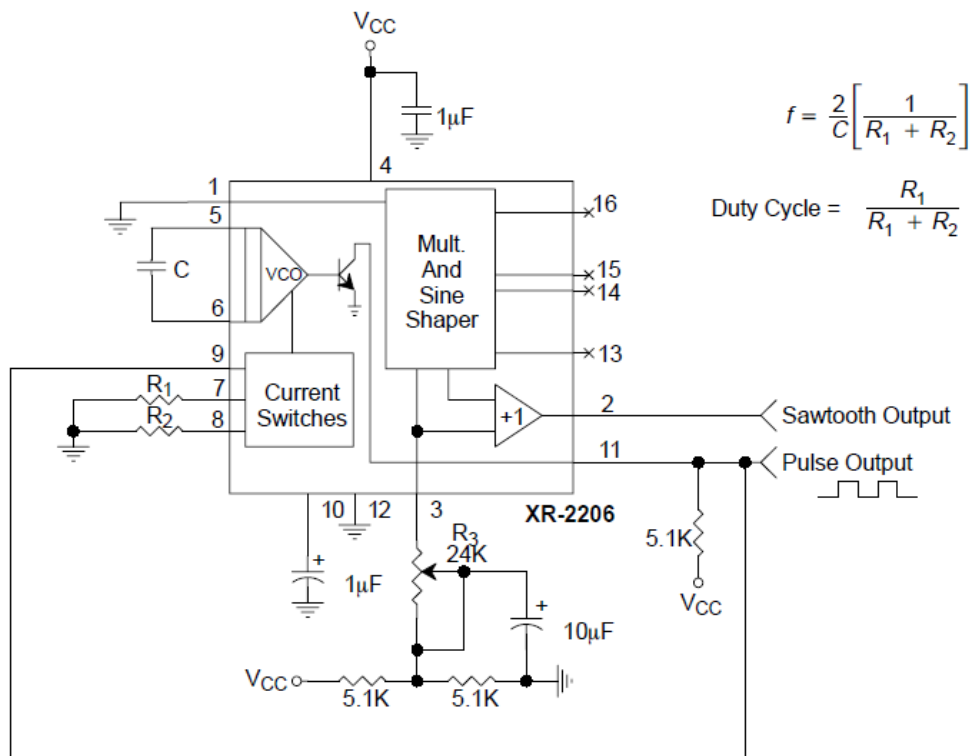 VCC
1µF
f = 2/C [ 1 / (R1 + R2) ]
4
1
16
5
Duty Cycle = R1 / (R1 + R2)
Mult.
And
Sine
Shaper
C
VCO
15
14
6
13
9
R1
7
Current
Switches
R2
8
+1
2
Sawtooth Output
11
Pulse Output
10
12
3
XR-2206
R3
24K
5.1K
1µF
+
+
10µF
VCC
VCC
5.1K
5.1K